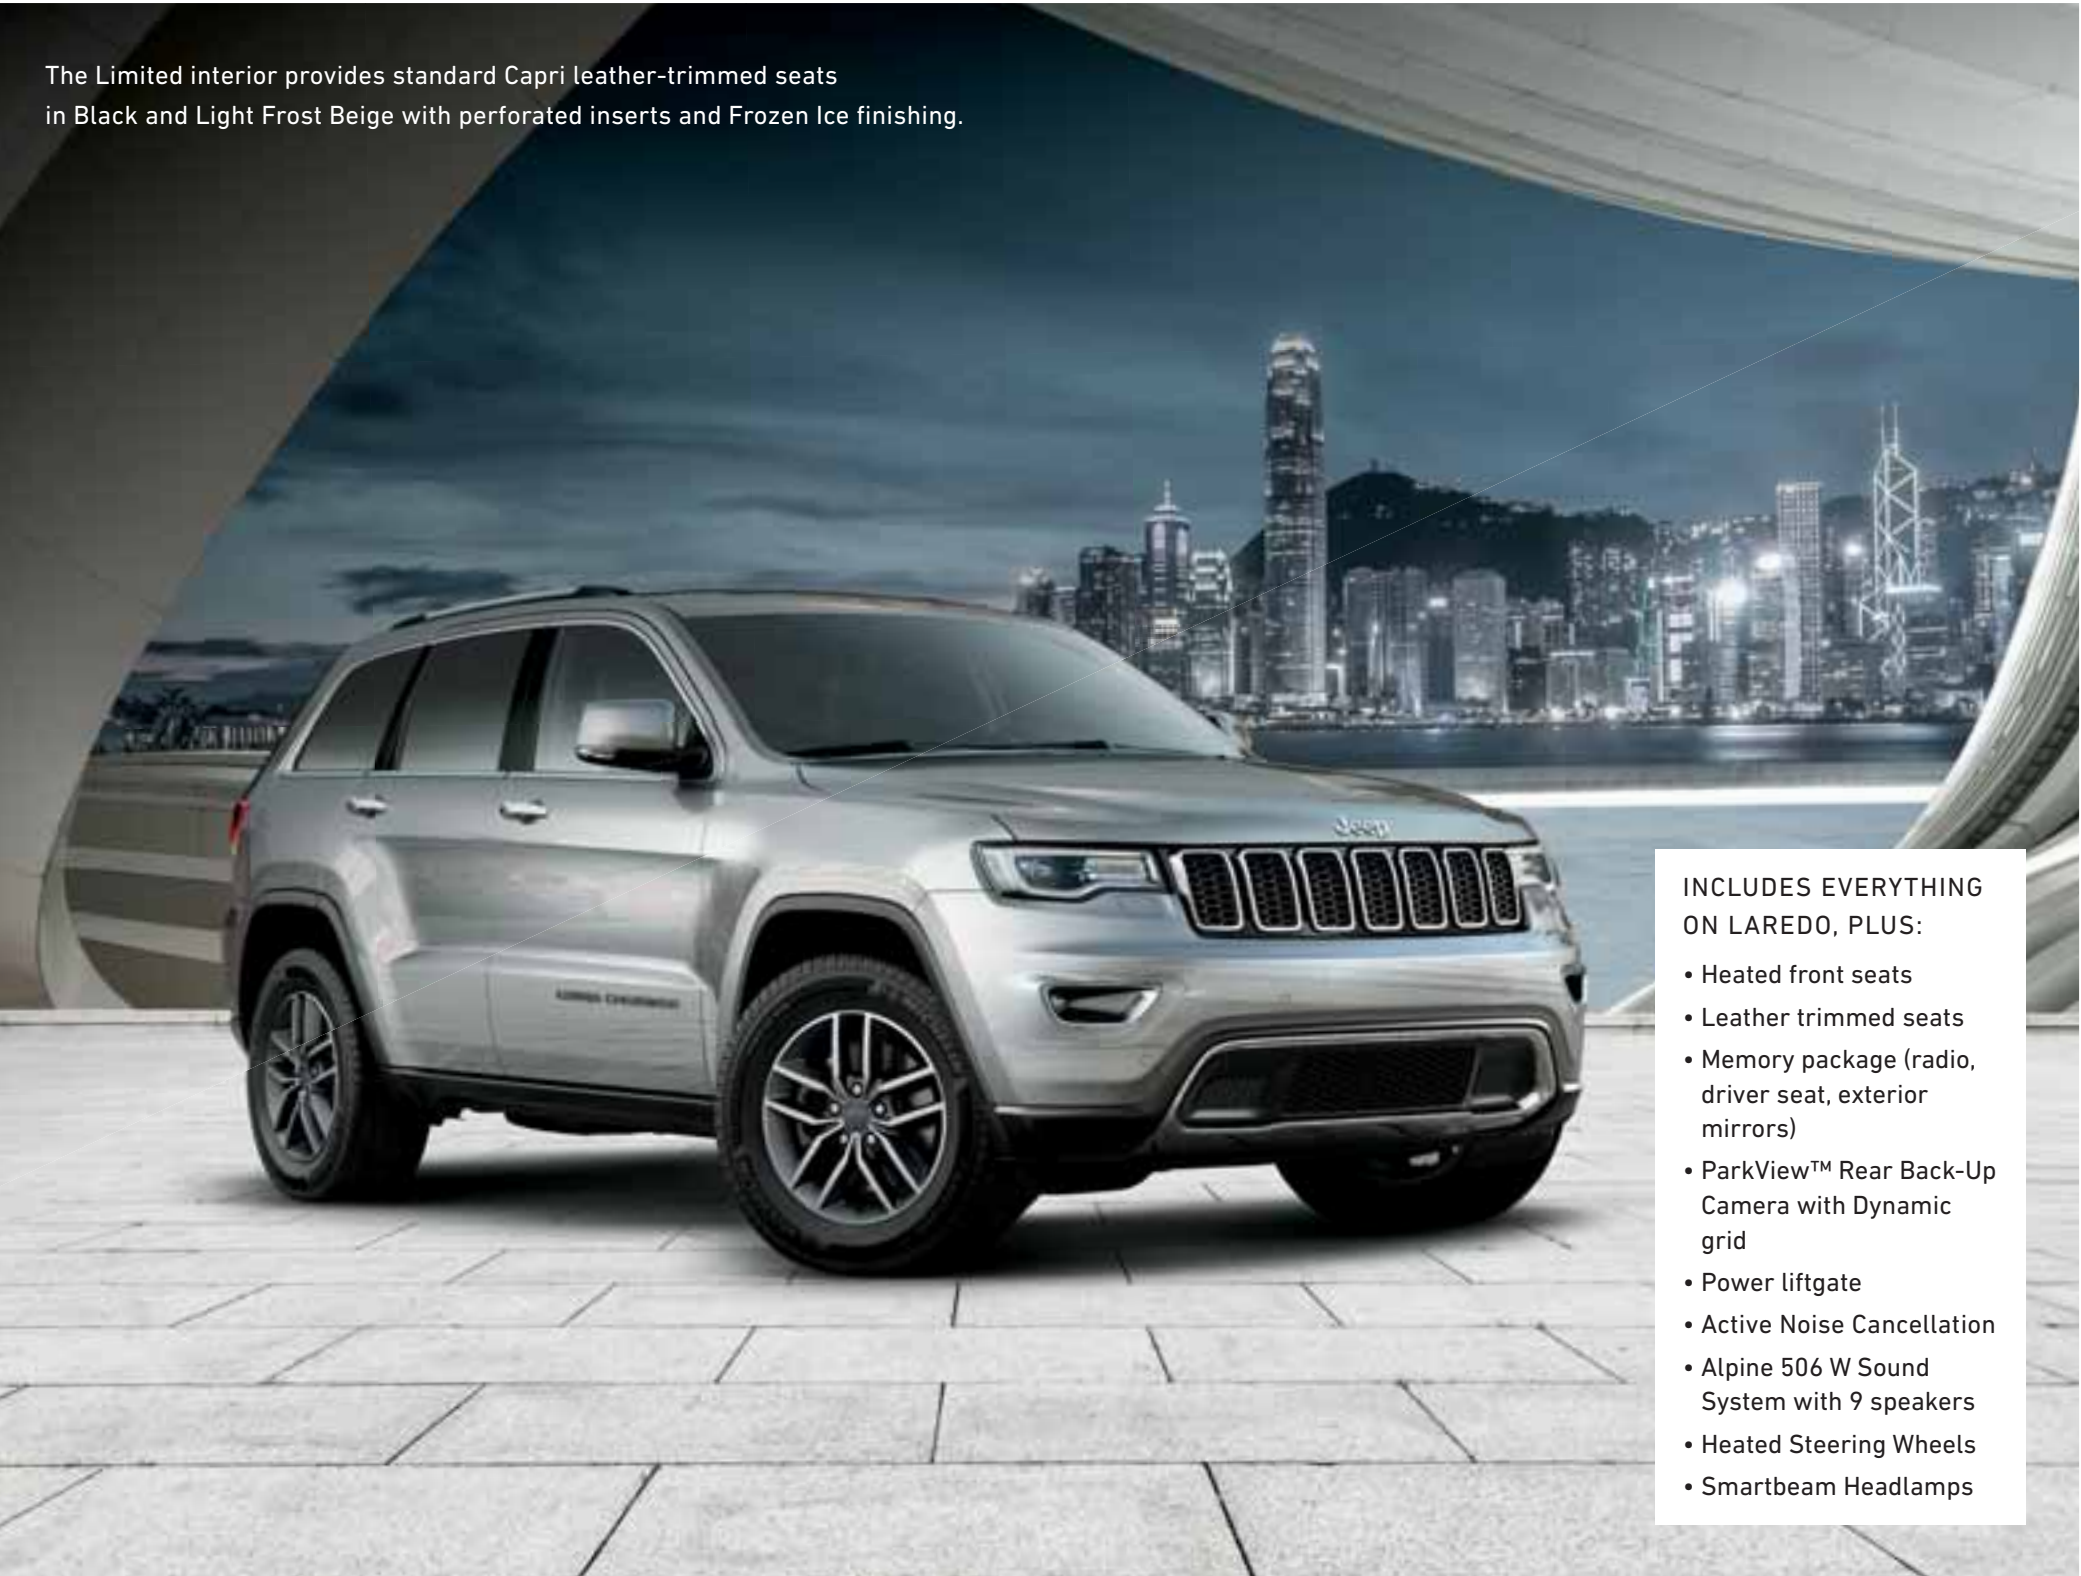 The Limited interior provides standard Capri leather-trimmed seats
in Black and Light Frost Beige with perforated inserts and Frozen Ice finishing.
Jeep
GRAND CHEROKEE
INCLUDES EVERYTHING
ON LAREDO, PLUS:
• Heated front seats
• Leather trimmed seats
• Memory package (radio,
driver seat, exterior
mirrors)
• ParkView™ Rear Back-Up
Camera with Dynamic
grid
• Power liftgate
• Active Noise Cancellation
• Alpine 506 W Sound
System with 9 speakers
• Heated Steering Wheels
• Smartbeam Headlamps